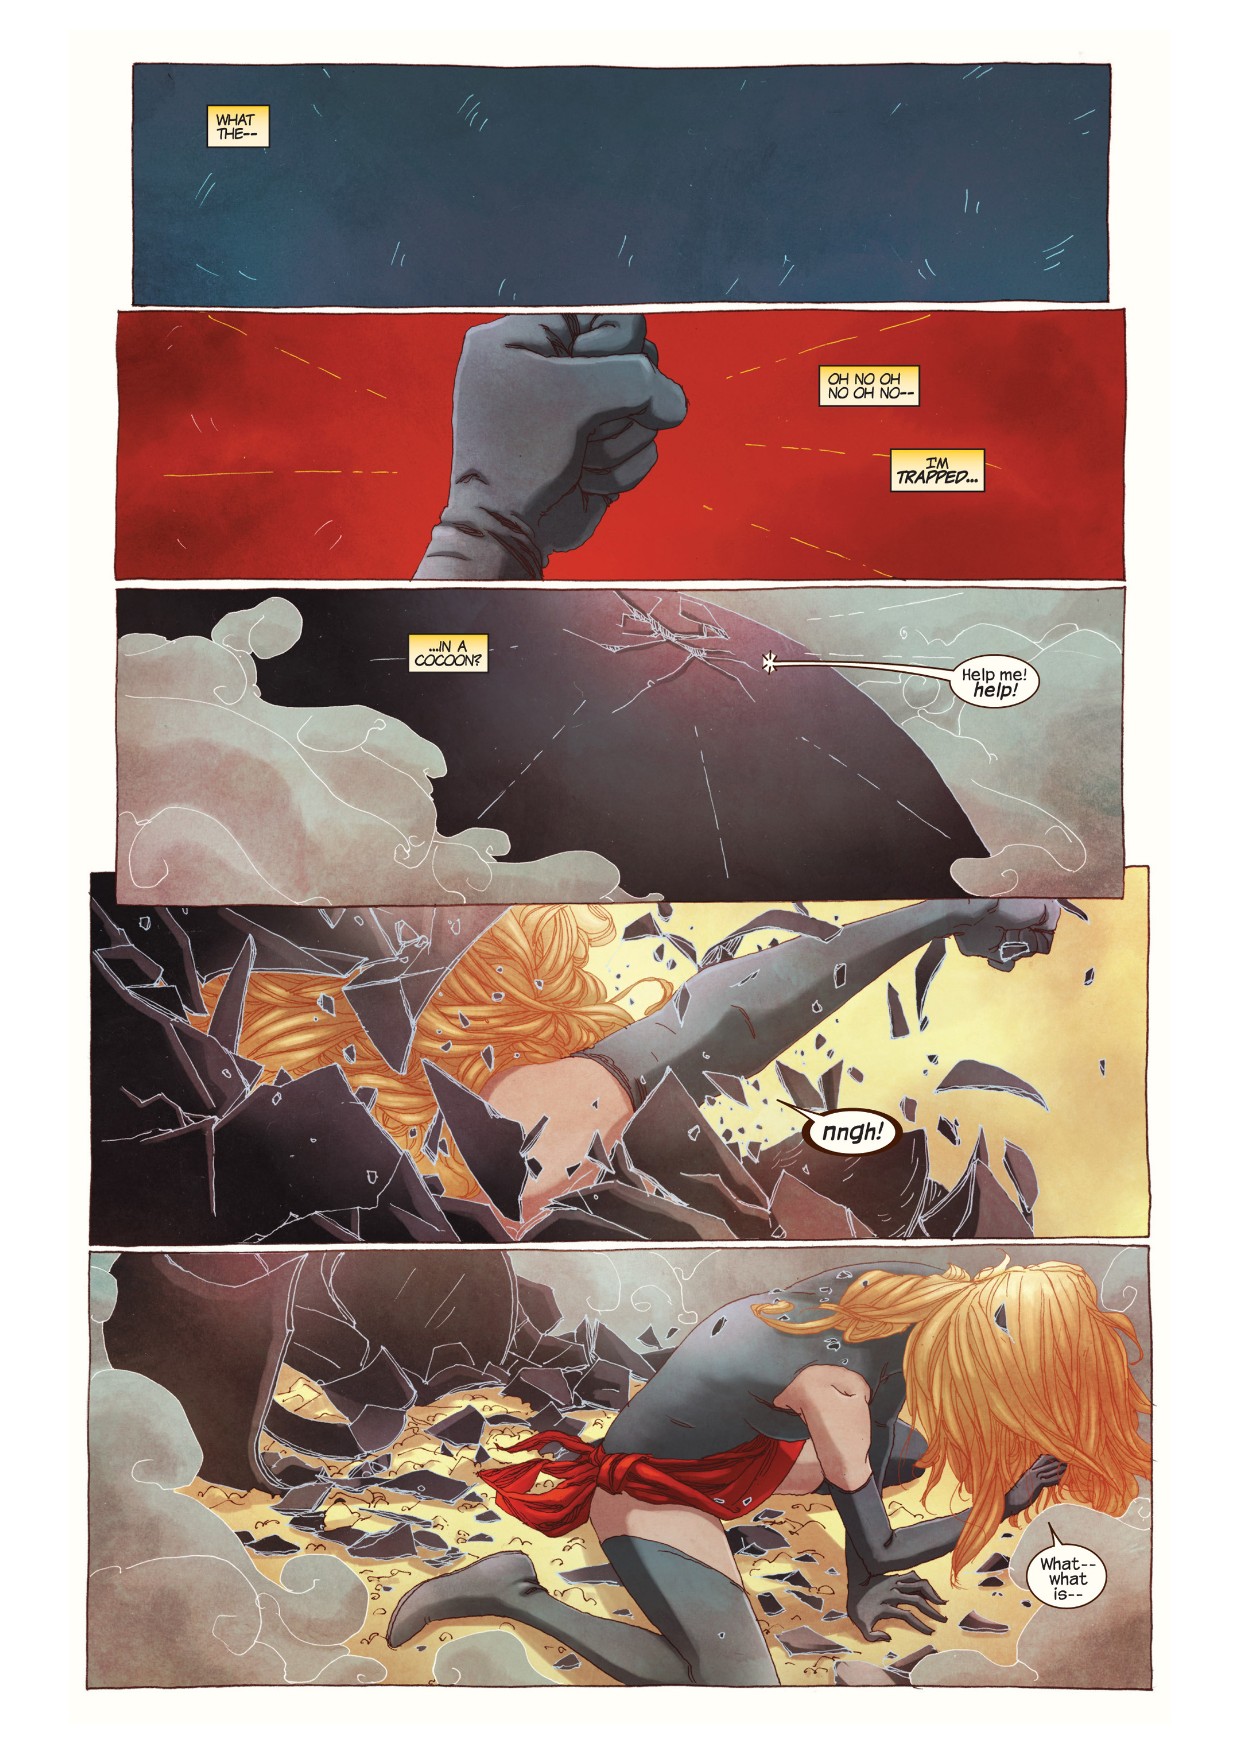 WHAT
THE--
OH NO OH
NO OH NO--
I'M
TRAPPED...
...IN A
COCOON?
Help me!
help!
nngh!
What--
what
is--